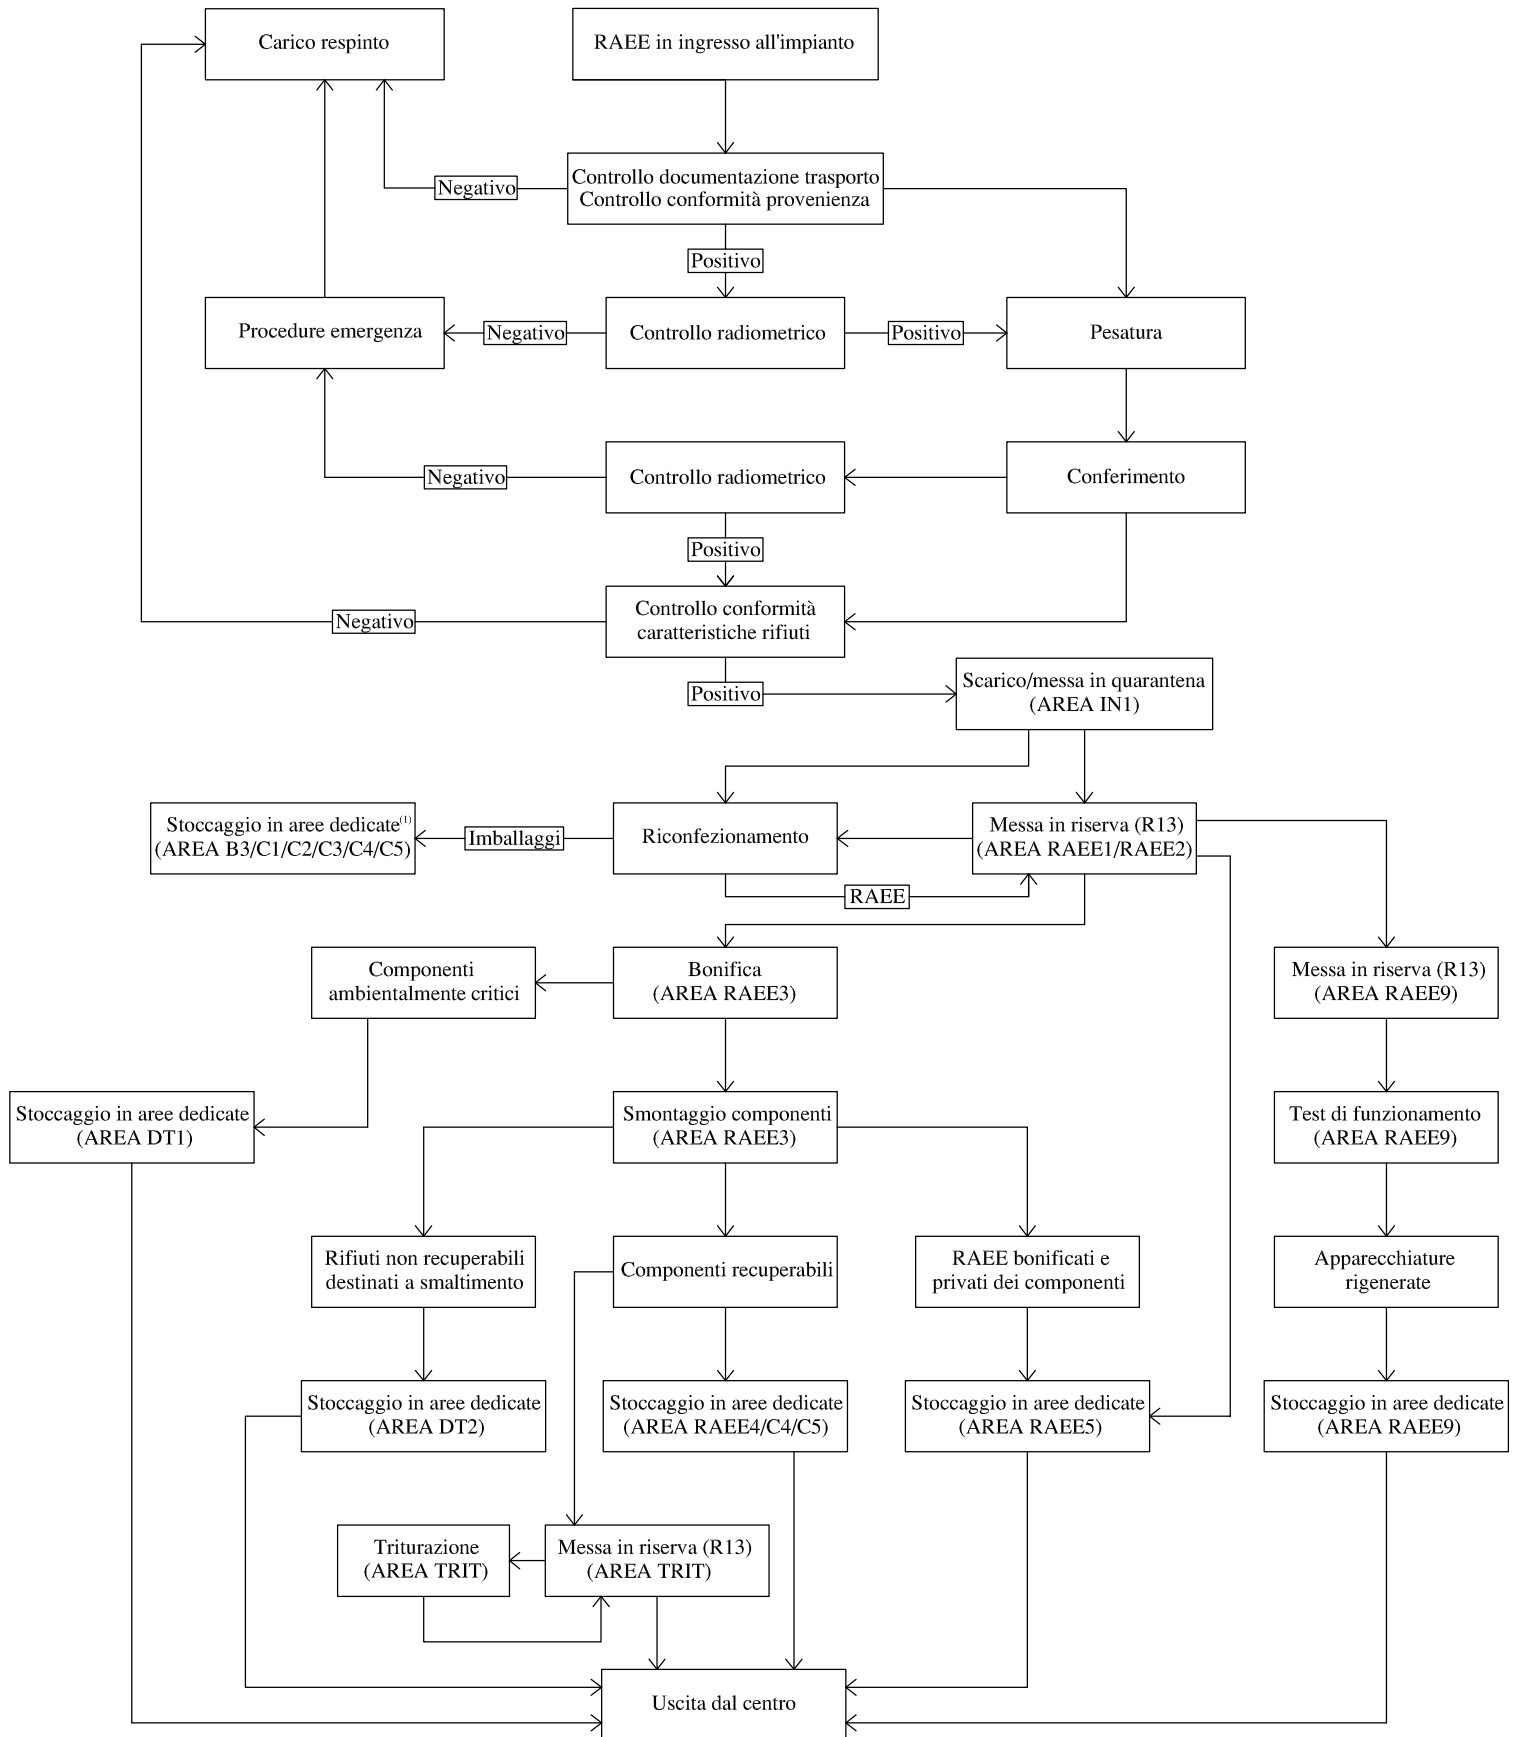 Carico respinto
RAEE in ingresso all'impianto
Controllo documentazione trasporto
Controllo conformità provenienza
Negativo
Positivo
Procedure emergenza
Negativo
Controllo radiometrico
Positivo
Pesatura
Negativo
Controllo radiometrico
Conferimento
Positivo
Controllo conformità
caratteristiche rifiuti
Negativo
Positivo
Scarico/messa in quarantena
(AREA IN1)
Stoccaggio in aree dedicate(1)
(AREA B3/C1/C2/C3/C4/C5)
Imballaggi
Riconfezionamento
Messa in riserva (R13)
(AREA RAEE1/RAEE2)
RAEE
Componenti
ambientalmente critici
Bonifica
(AREA RAEE3)
Messa in riserva (R13)
(AREA RAEE9)
Stoccaggio in aree dedicate
(AREA DT1)
Smontaggio componenti
(AREA RAEE3)
Test di funzionamento
(AREA RAEE9)
Rifiuti non recuperabili
destinati a smaltimento
Componenti recuperabili
RAEE bonificati e
privati dei componenti
Apparecchiature
rigenerate
Stoccaggio in aree dedicate
(AREA DT2)
Stoccaggio in aree dedicate
(AREA RAEE4/C4/C5)
Stoccaggio in aree dedicate
(AREA RAEE5)
Stoccaggio in aree dedicate
(AREA RAEE9)
Triturazione
(AREA TRIT)
Messa in riserva (R13)
(AREA TRIT)
Uscita dal centro